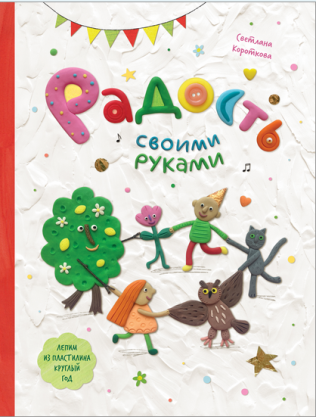 Светлана
Короткова
Радость
своими
руками
лепим
из пластилина
круглый
год